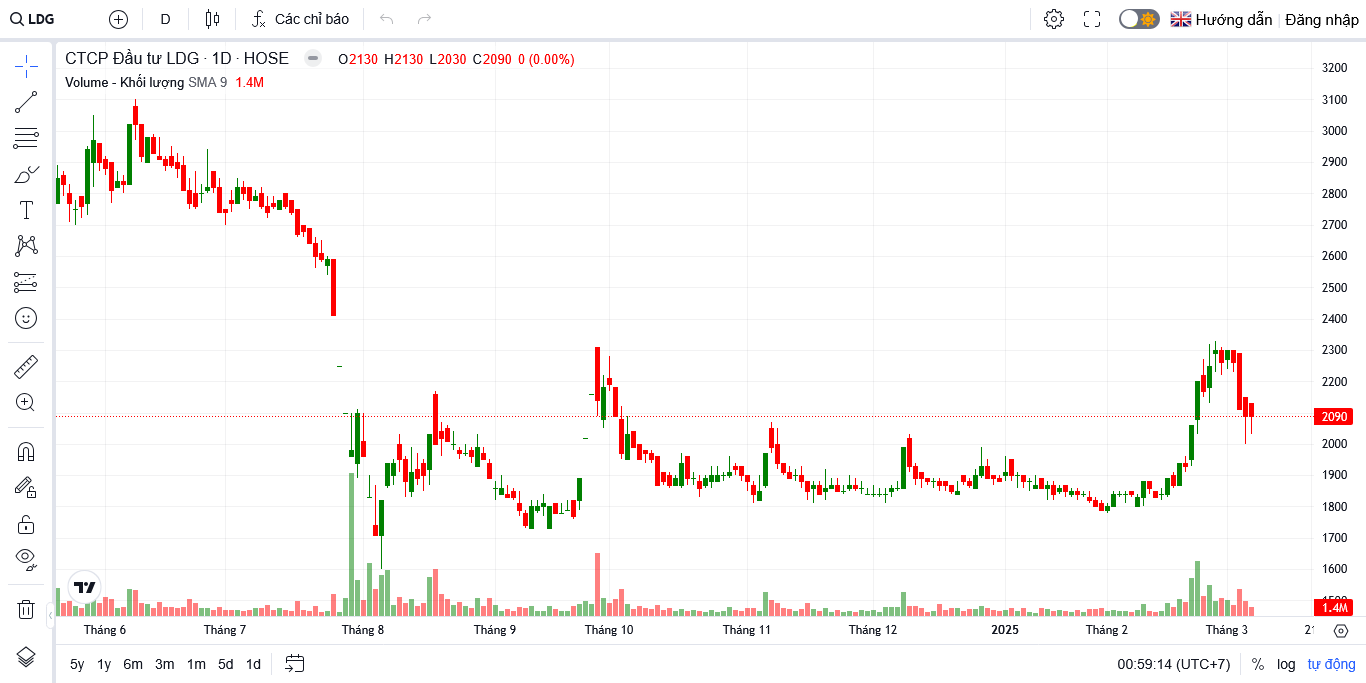 LDG D Các chỉ báo Hướng dẫn Đăng nhập
CTCP Đầu tư LDG · 1D · HOSE O2130 H2130 L2030 C2090 0 (0.00%)
Volume - Khối lượng SMA 9 1.4M
3200
3100
3000
2900
2800
2700
2600
2500
2400
2300
2200
2090
2000
1900
1800
1700
1600
1.4M
Tháng 6 Tháng 7 Tháng 8 Tháng 9 Tháng 10 Tháng 11 Tháng 12 2025 Tháng 2 Tháng 3
5y 1y 6m 3m 1m 5d 1d 00:59:14 (UTC+7) % log tự động